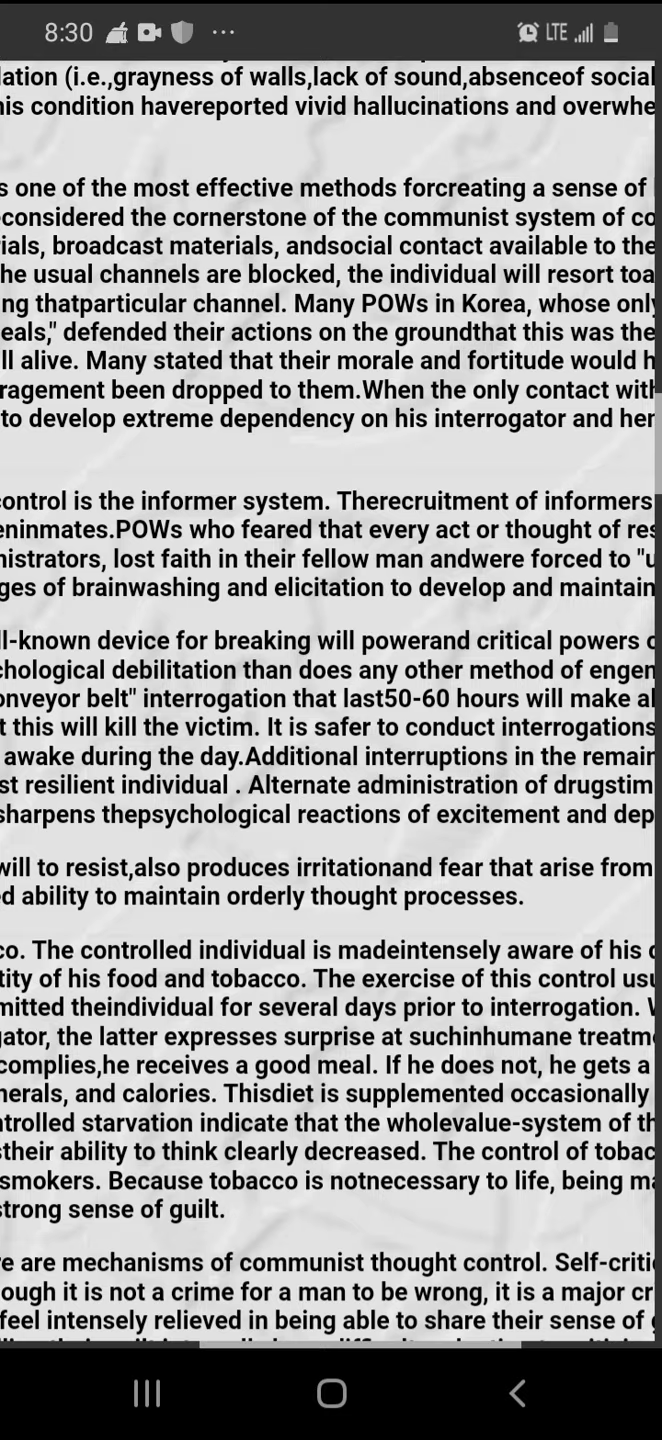 8:30 ... LTE
lation (i.e.,grayness of walls,lack of sound,absenceof social
his condition havereported vivid hallucinations and overwhe
s one of the most effective methods forcreating a sense of
considered the cornerstone of the communist system of co
ials, broadcast materials, andsocial contact available to the
he usual channels are blocked, the individual will resort toa
ng thatparticular channel. Many POWs in Korea, whose only
eals," defended their actions on the groundthat this was the
ll alive. Many stated that their morale and fortitude would h
ragement been dropped to them.When the only contact with
to develop extreme dependency on his interrogator and her
control is the informer system. Therecruitment of informers
eninmates.POWs who feared that every act or thought of res
nistrators, lost faith in their fellow man andwere forced to "u
ges of brainwashing and elicitation to develop and maintain
ll-known device for breaking will powerand critical powers o
chological debilitation than does any other method of engen
onveyor belt" interrogation that last50-60 hours will make al
t this will kill the victim. It is safer to conduct interrogations
awake during the day.Additional interruptions in the remain
st resilient individual . Alternate administration of drugstim
sharpens thepsychological reactions of excitement and dep
will to resist,also produces irritationand fear that arise from
d ability to maintain orderly thought processes.
co. The controlled individual is madeintensely aware of his d
tity of his food and tobacco. The exercise of this control usu
mitted theindividual for several days prior to interrogation. W
gator, the latter expresses surprise at suchinhumane treatme
complies,he receives a good meal. If he does not, he gets a
nerals, and calories. Thisdiet is supplemented occasionally
ntrolled starvation indicate that the wholevalue-system of th
stheir ability to think clearly decreased. The control of tobac
smokers. Because tobacco is notnecessary to life, being ma
strong sense of guilt.
re are mechanisms of communist thought control. Self-critic
ough it is not a crime for a man to be wrong, it is a major cr
feel intensely relieved in being able to share their sense of g